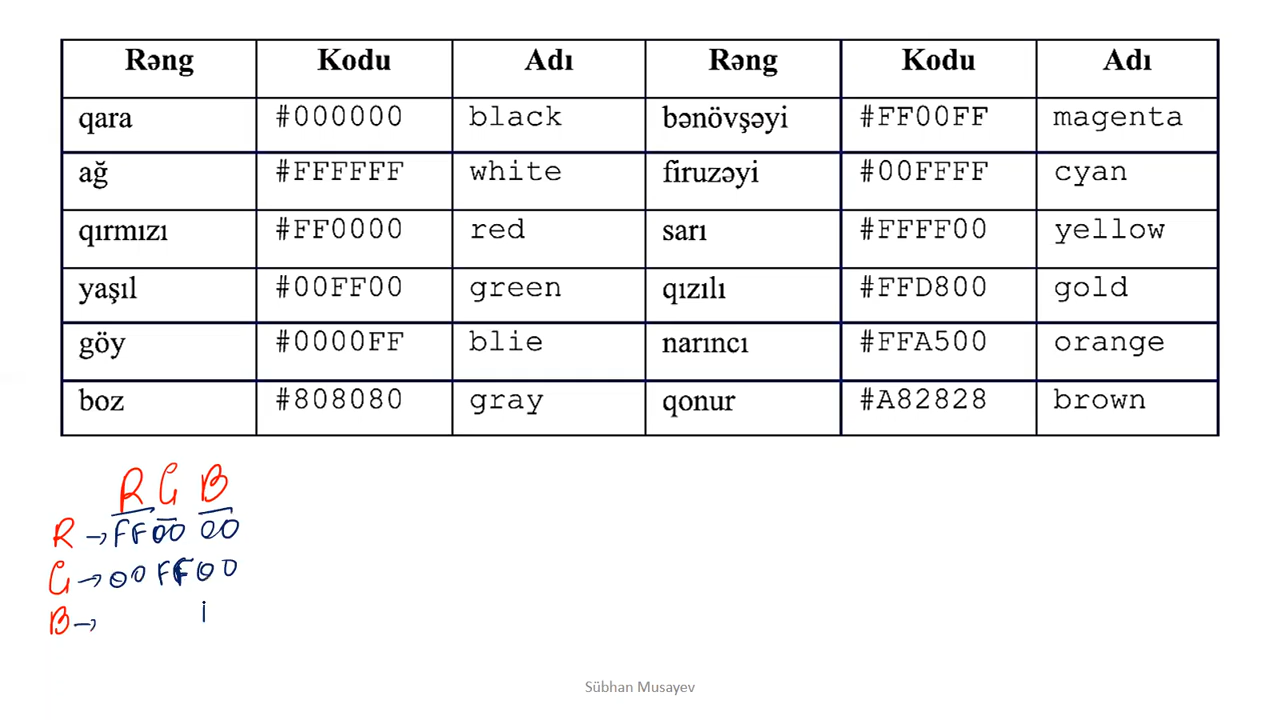 Rəng Kodu Adı Rəng Kodu Adı
qara #000000 black bənövşəyi #FF00FF magenta
ağ #FFFFFF white firuzəyi #00FFFF cyan
qırmızı #FF0000 red sarı #FFFF00 yellow
yaşıl #00FF00 green qızılı #FFD800 gold
göy #0000FF blie narıncı #FFA500 orange
boz #808080 gray qonur #A82828 brown
R G B
R → FF00 00
G → 00FF00
B →
Sübhan Musayev